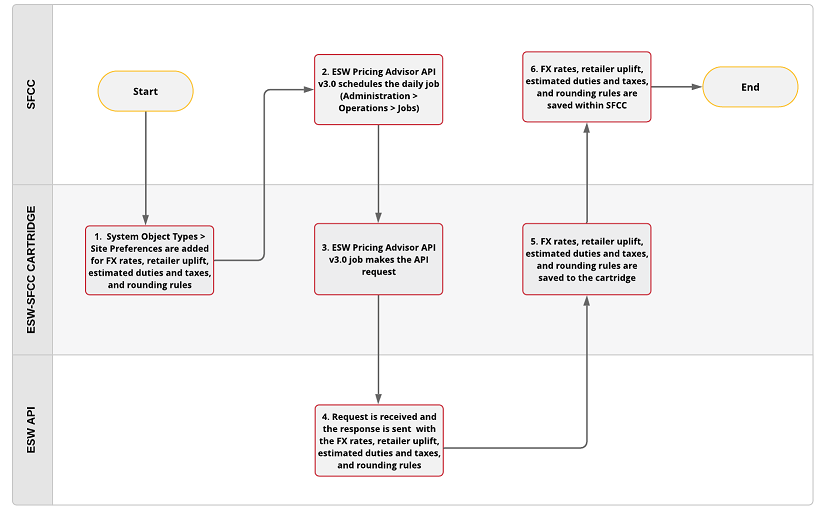 SFCC
Start
2. ESW Pricing Advisor API
v3.0 schedules the daily job
(Administration >
Operations > Jobs)
6. FX rates, retailer uplift,
estimated duties and taxes,
and rounding rules are
saved within SFCC
End
ESW-SFCC CARTRIDGE
1. System Object Types >
Site Preferences are added
for FX rates, retailer uplift,
estimated duties and taxes,
and rounding rules
3. ESW Pricing Advisor API
v3.0 job makes the API
request
5. FX rates, retailer uplift,
estimated duties and taxes,
and rounding rules are
saved to the cartridge
ESW API
4. Request is received and
the response is sent with
the FX rates, retailer uplift,
estimated duties and taxes,
and rounding rules